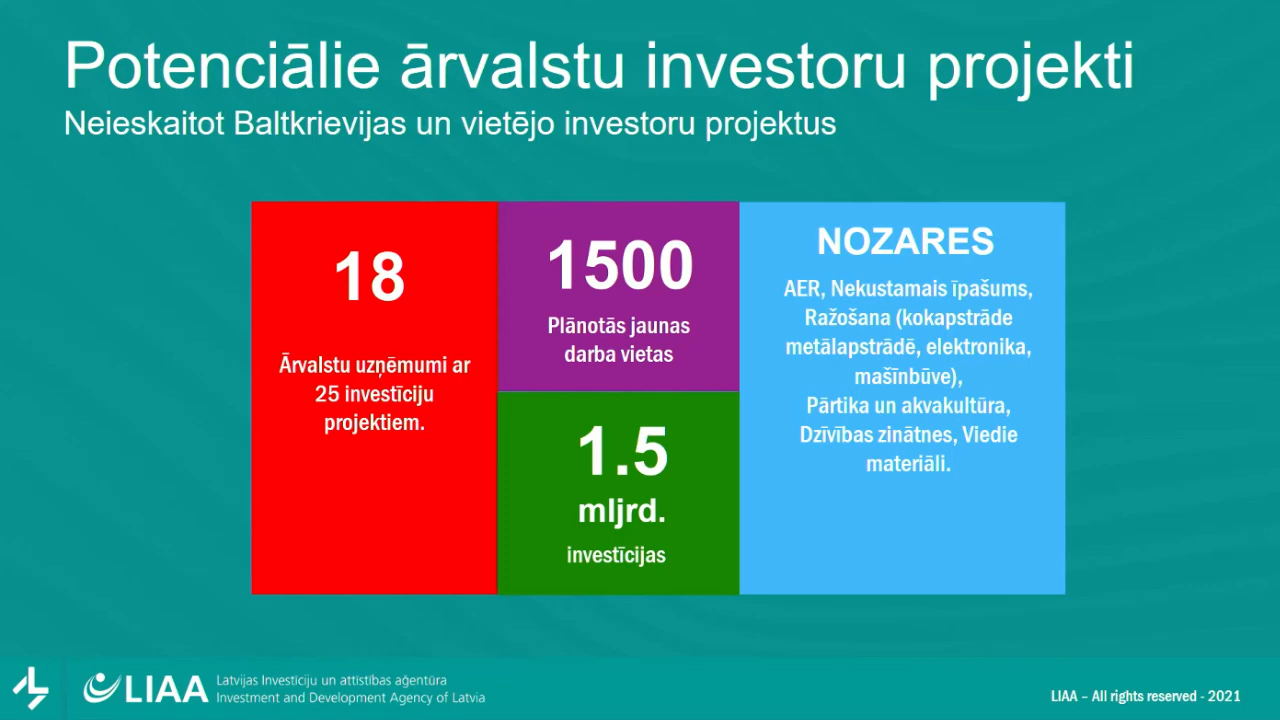 Potenciālie ārvalstu investoru projekti
Neieskaitot Baltkrievijas un vietējo investoru projektus
18
Ārvalstu uzņēmumi ar
25 investīciju
projektiem.
1500
Plānotās jaunas
darba vietas
1.5
mljrd.
investīcijas
NOZARES
AER, Nekustamais īpašums,
Ražošana (kokapstrāde
metālapstrādē, elektronika,
mašīnbūve),
Pārtika un akvakultūra,
Dzīvības zinātnes, Viedie
materiāli.
LIAA
Latvijas Investīciju un attīstības aģentūra
Investment and Development Agency of Latvia
LIAA – All rights reserved - 2021